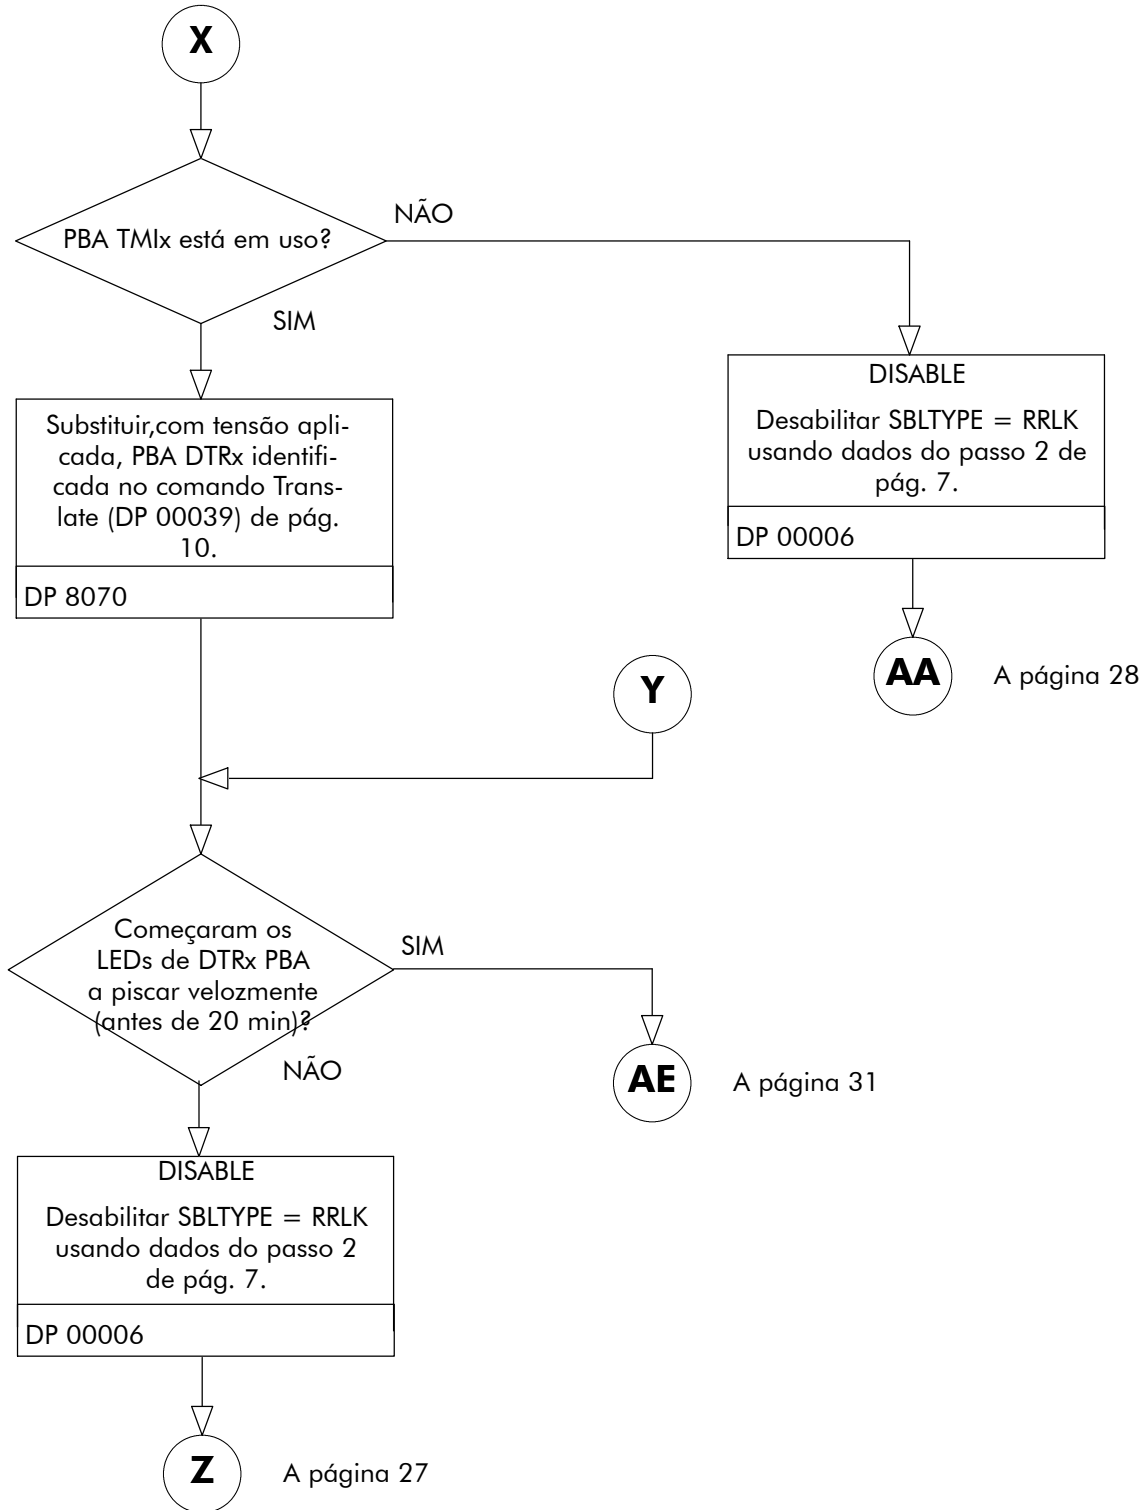 X
PBA TMIx está em uso?
NÃO
SIM
Substituir,com tensão apli-
cada, PBA DTRx identifi-
cada no comando Trans-
late (DP 00039) de pág.
10.
DP 8070
DISABLE
Desabilitar SBLTYPE = RRLK
usando dados do passo 2 de
pág. 7.
DP 00006
AA
A página 28
Y
Começaram os
LEDs de DTRx PBA
a piscar velozmente
(antes de 20 min)?
SIM
NÃO
AE
A página 31
DISABLE
Desabilitar SBLTYPE = RRLK
usando dados do passo 2
de pág. 7.
DP 00006
Z
A página 27